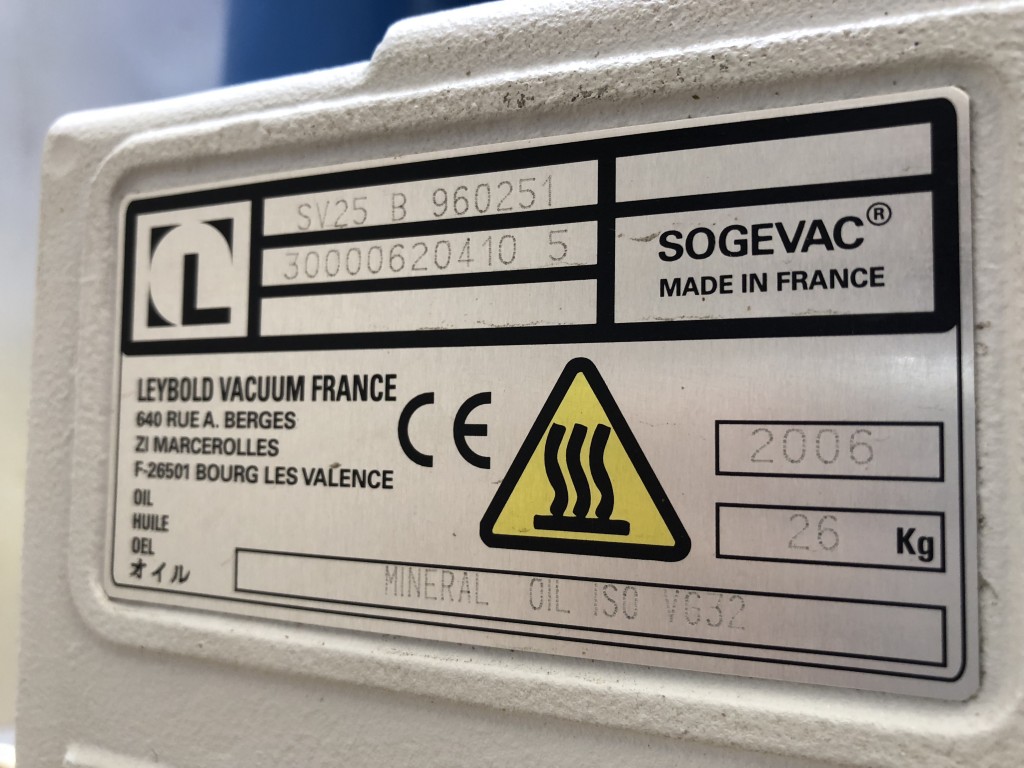 SV25 B 960251
30000620410 5
SOGEVAC®
MADE IN FRANCE
L
LEYBOLD VACUUM FRANCE
640 RUE A. BERGES
ZI MARCEROLLES
F-26501 BOURG LES VALENCE
CE
2006
26 Kg
OIL
HUILE
OEL
オイル
MINERAL OIL ISO VG32